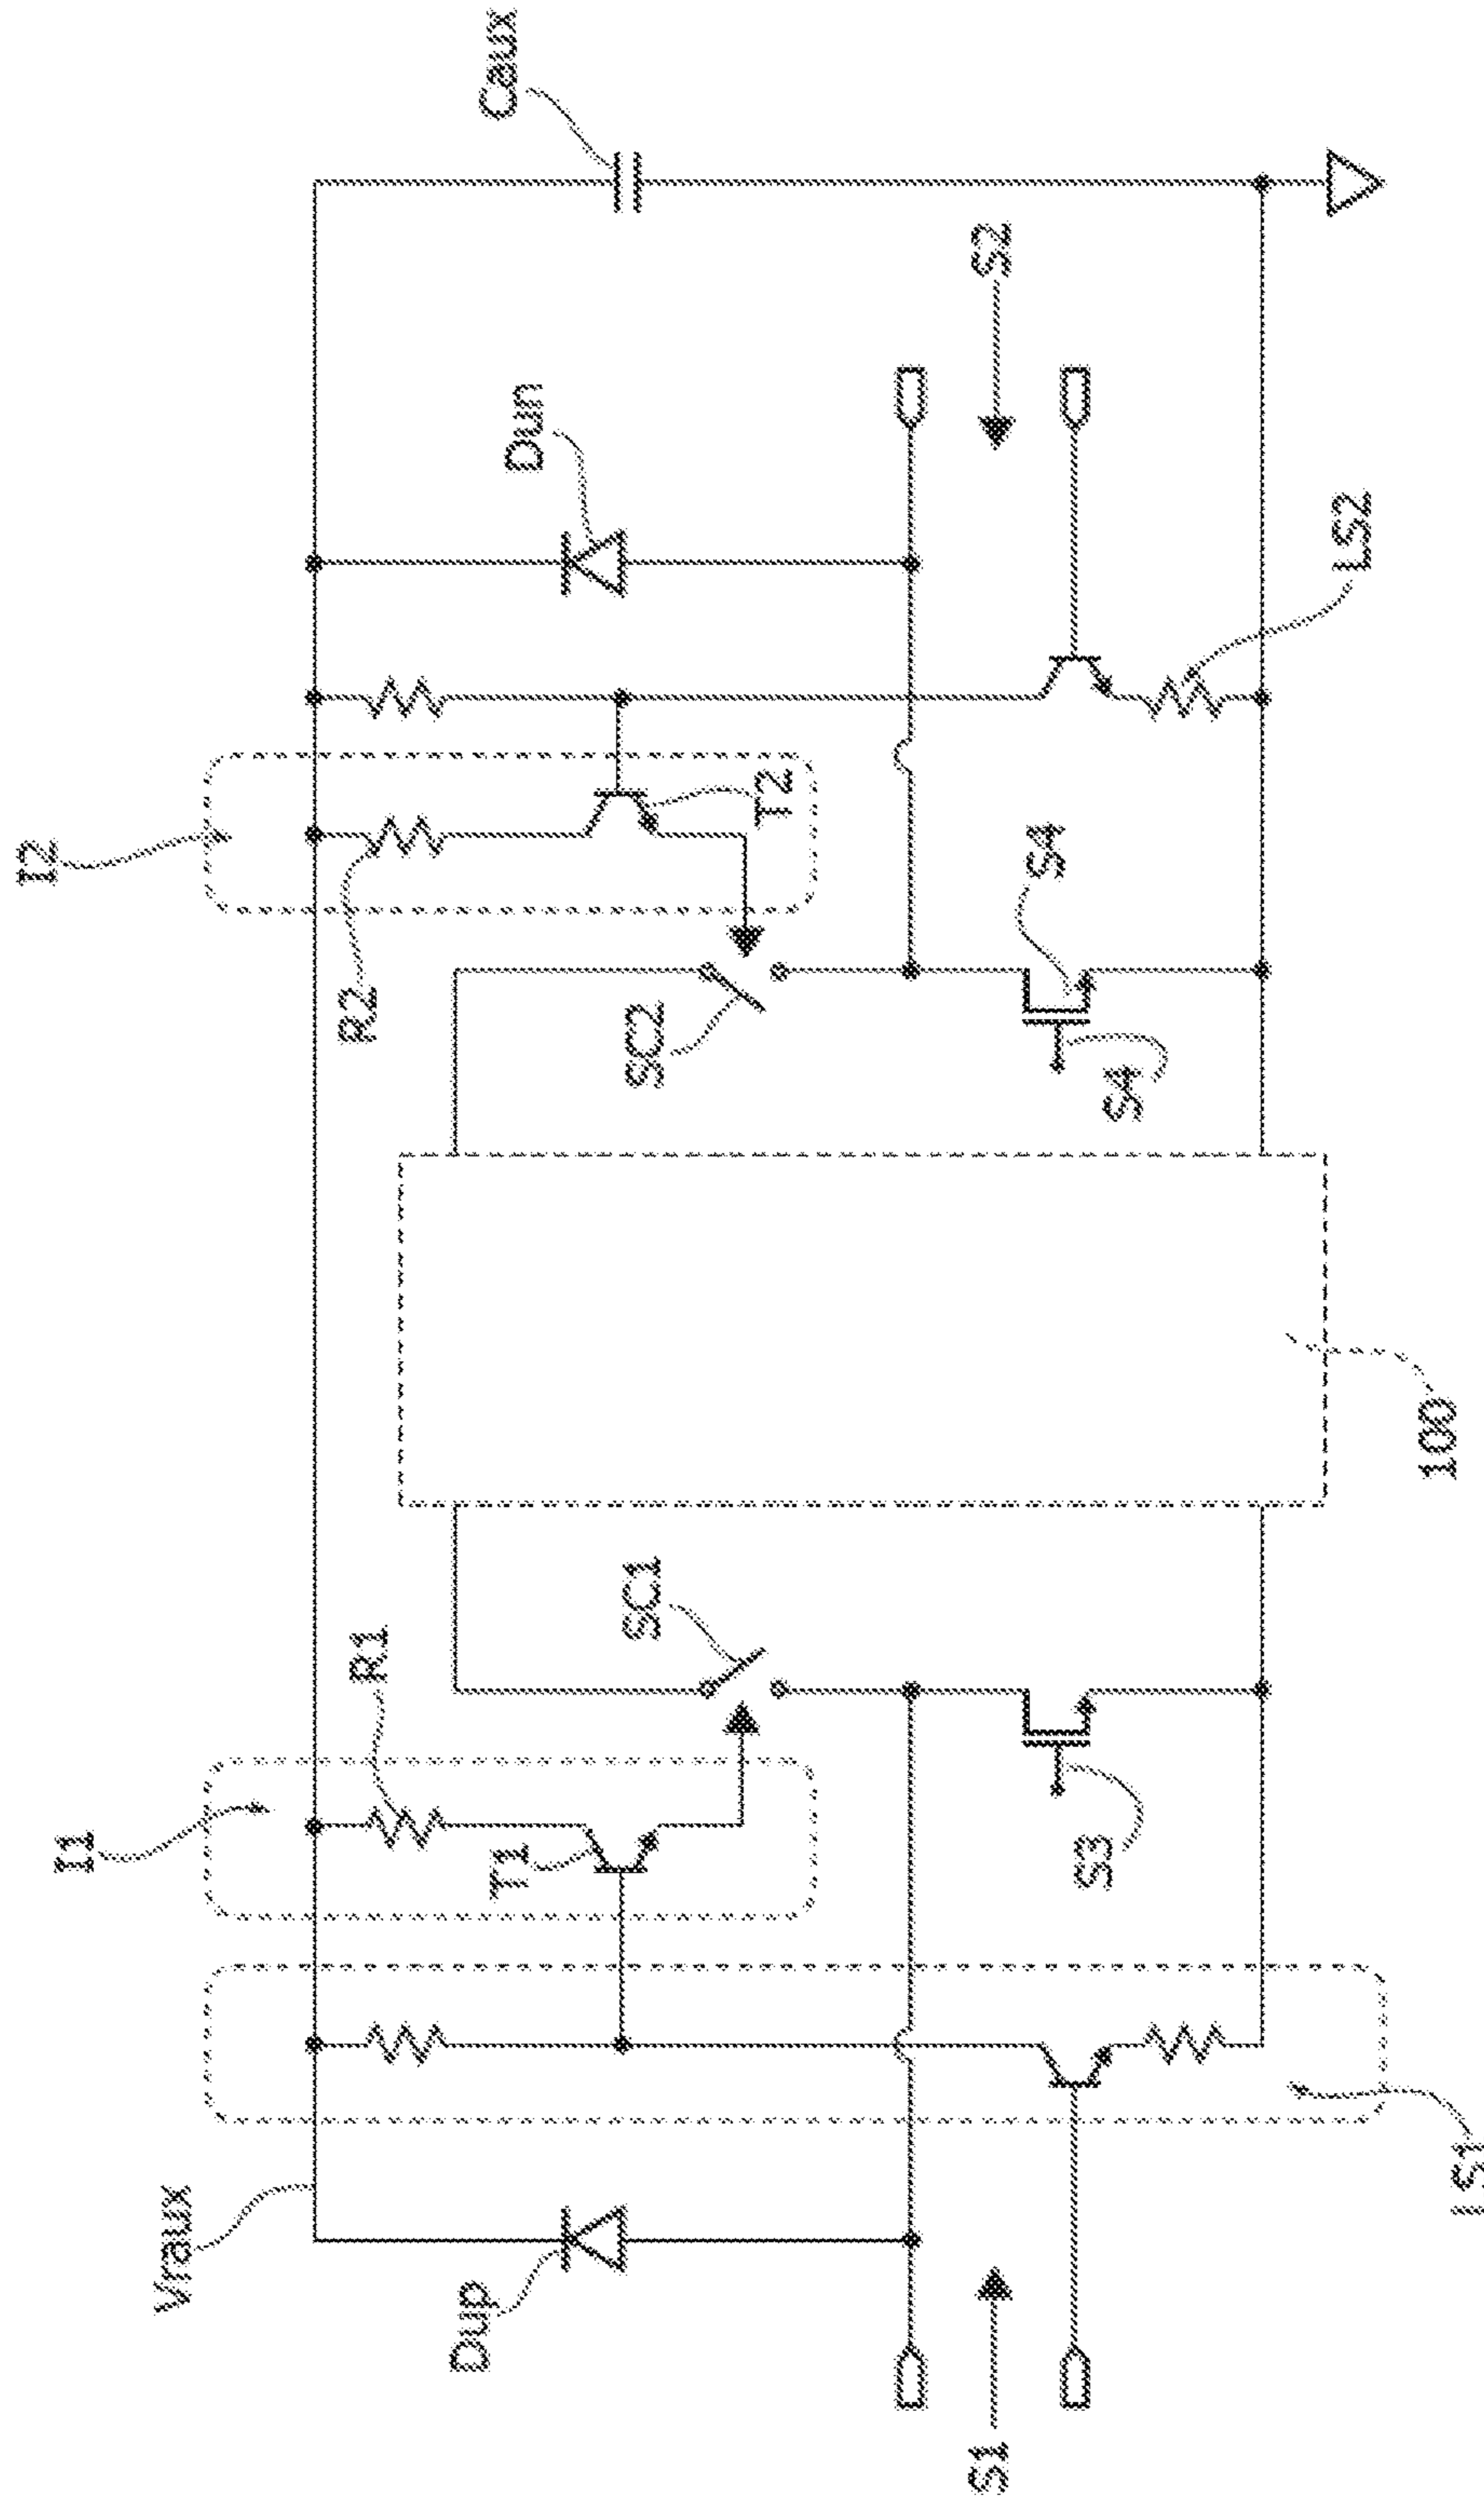 I1
I2
Vraux
R1
R2
Dup
T1
Dun
Caux
SC1
SC2
T2
S1
S2
S4
S3
S4
LS2
100
LS1